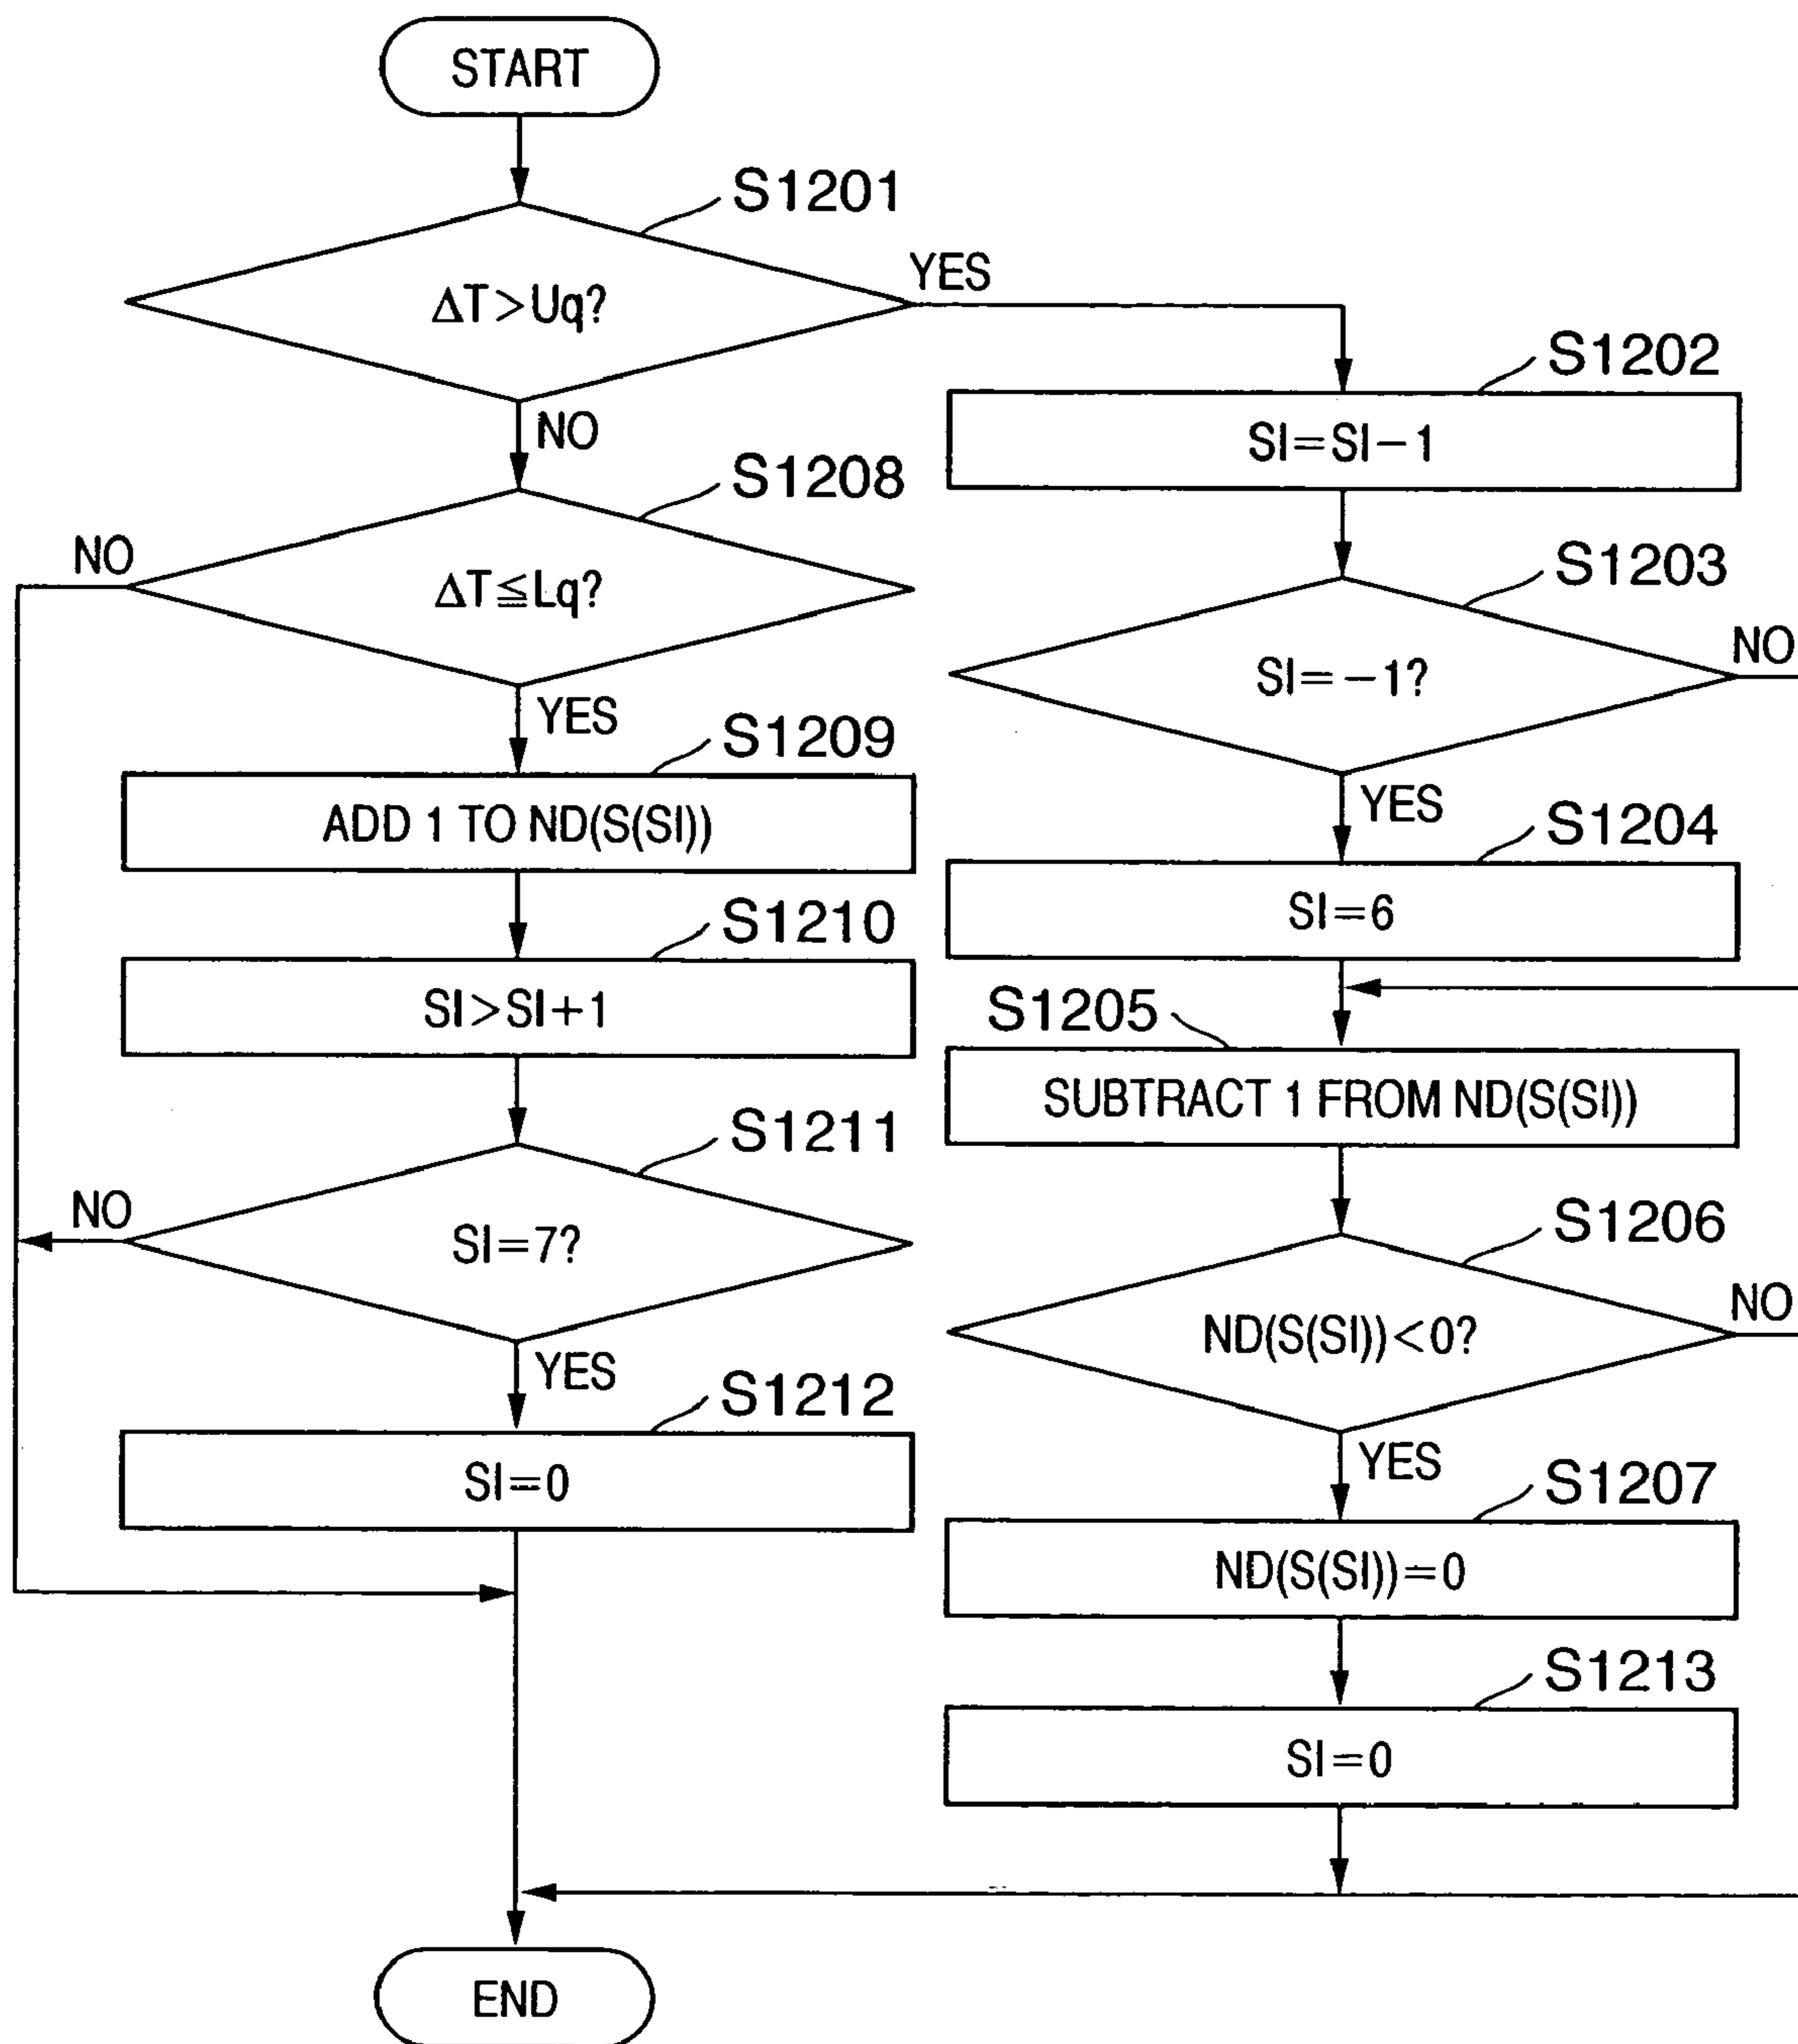 START
S1201
ΔT>Uq?
YES
NO
S1202
SI=SI−1
S1208
NO
ΔT≦Lq?
YES
S1203
SI=−1?
NO
YES
S1209
ADD 1 TO ND(S(SI))
S1204
SI=6
S1210
SI>SI+1
S1205
SUBTRACT 1 FROM ND(S(SI))
S1211
NO
SI=7?
YES
S1206
ND(S(SI))<0?
NO
YES
S1212
SI=0
S1207
ND(S(SI))=0
S1213
SI=0
END